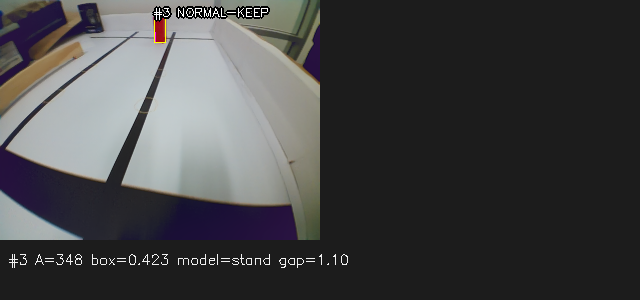 #3 NORMAL-KEEP
#3 A=348 box=0.423 model=stand gap=1.10